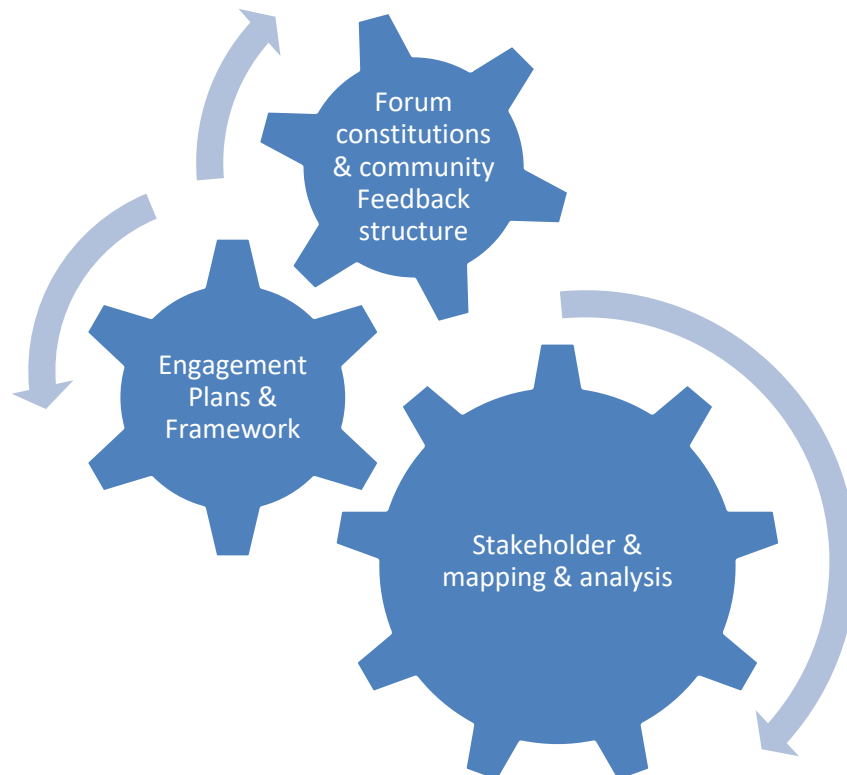 Forum
constitutions
& community
Feedback
structure
Engagement
Plans &
Framework
Stakeholder &
mapping & analysis